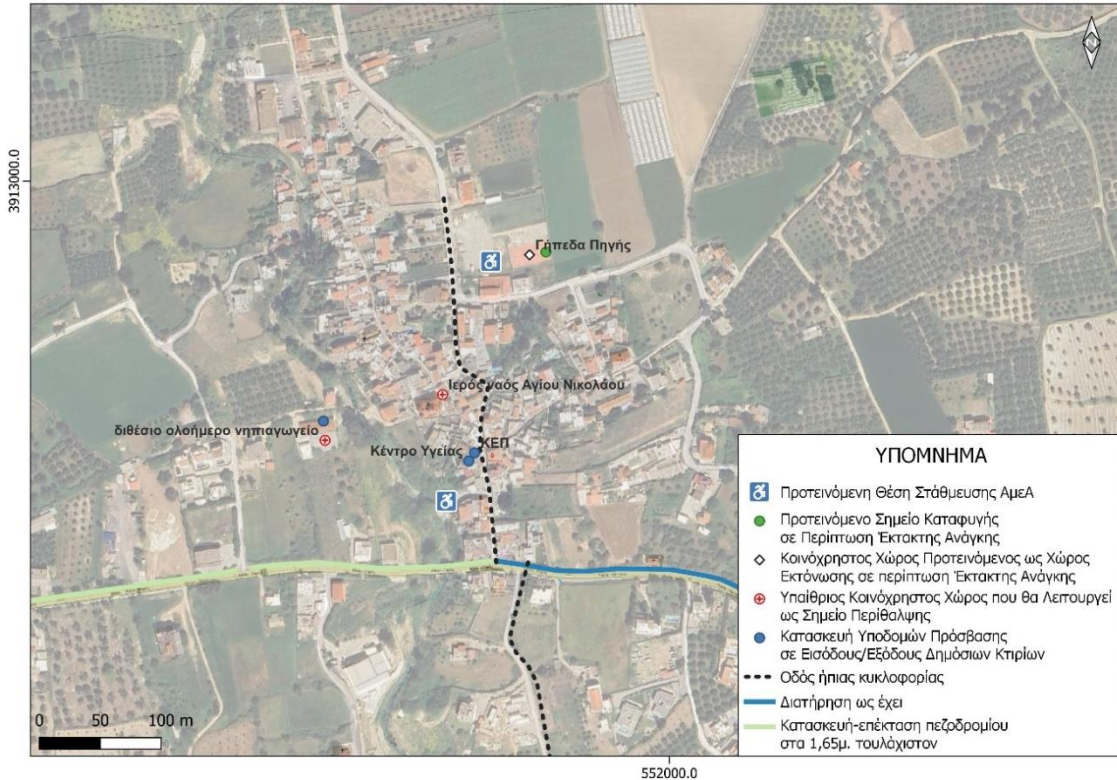 N
3913000.0
Γήπεδα Πηγής
Ιερός ναός Αγίου Νικολάου
διθέσιο ολοήμερο νηπιαγωγείο
ΚΕΠ
Κέντρο Υγείας
ΥΠΟΜΝΗΜΑ
Προτεινόμενη Θέση Στάθμευσης ΑμεΑ
Προτεινόμενο Σημείο Καταφυγής
σε Περίπτωση Έκτακτης Ανάγκης
Κοινόχρηστος Χώρος Προτεινόμενος ως Χώρος
Εκτόνωσης σε περίπτωση Έκτακτης Ανάγκης
Υπαίθριος Κοινόχρηστος Χώρος που θα Λειτουργεί
ως Σημείο Περίθαλψης
Κατασκευή Υποδομών Πρόσβασης
σε Εισόδους/Εξόδους Δημόσιων Κτιρίων
Οδός ήπιας κυκλοφορίας
Διατήρηση ως έχει
Κατασκευή-επέκταση πεζοδρομίου
στα 1,65μ. τουλάχιστον
0 50 100 m
552000.0